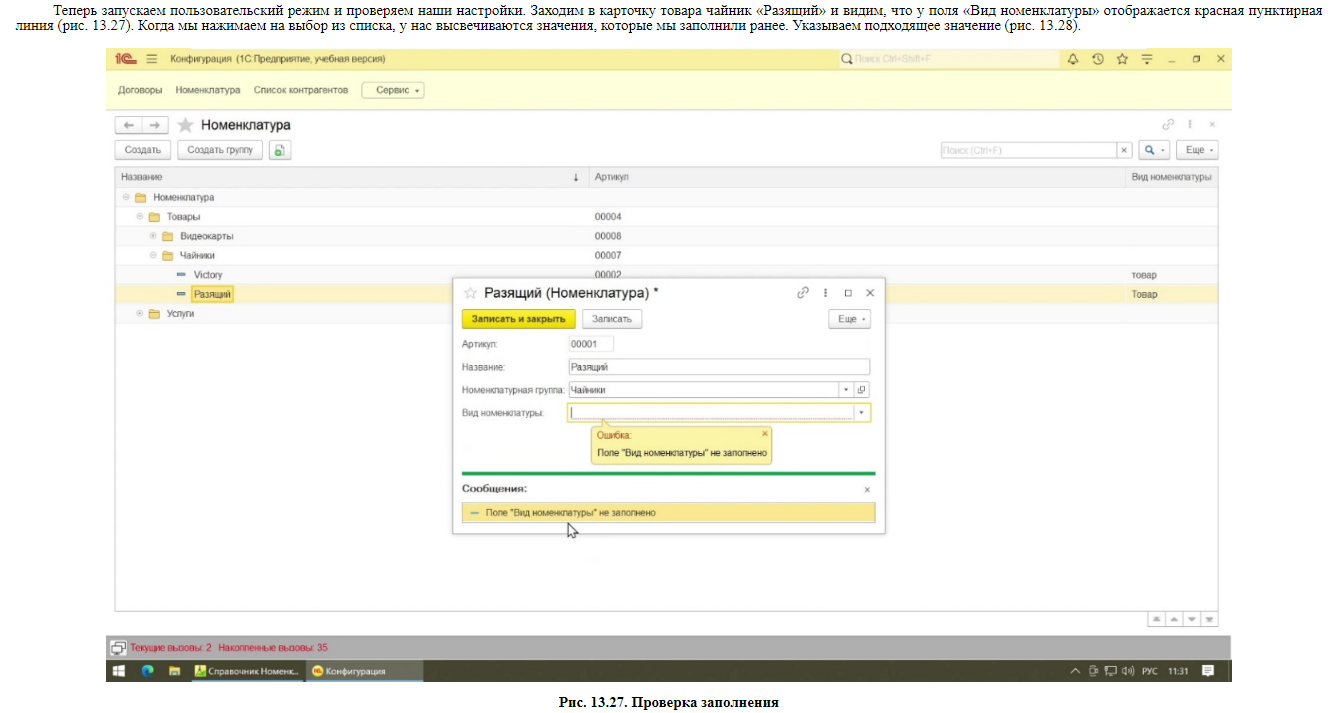 Теперь запускаем пользовательский режим и проверяем наши настройки. Заходим в карточку товара чайник «Разящий» и видим, что у поля «Вид номенклатуры» отображается красная пунктирная
линия (рис. 13.27). Когда мы нажимаем на выбор из списка, у нас высвечиваются значения, которые мы заполнили ранее. Указываем подходящее значение (рис. 13.28).
1С Конфигурация (1С:Предприятие, учебная версия) Поиск Ctrl+Shift+F
Договоры Номенклатура Список контрагентов Сервис
Номенклатура
Создать Создать группу Поиск (Ctrl+F) × Еще
Название ↓ Артикул Вид номенклатуры
Номенклатура
Товары 00004
Видеокарты 00008
Чайники 00007
Victory 00002 товар
Разящий Товар
Услуги
Разящий (Номенклатура) *
Записать и закрыть Записать Еще
Артикул: 00001
Название: Разящий
Номенклатурная группа: Чайники
Вид номенклатуры:
Ошибка:
Поле "Вид номенклатуры" не заполнено
Сообщения:
Поле "Вид номенклатуры" не заполнено
Текущие вызовы: 2 Накопленные вызовы: 35
Справочник Номенк... Конфигурация РУС 11:31
Рис. 13.27. Проверка заполнения